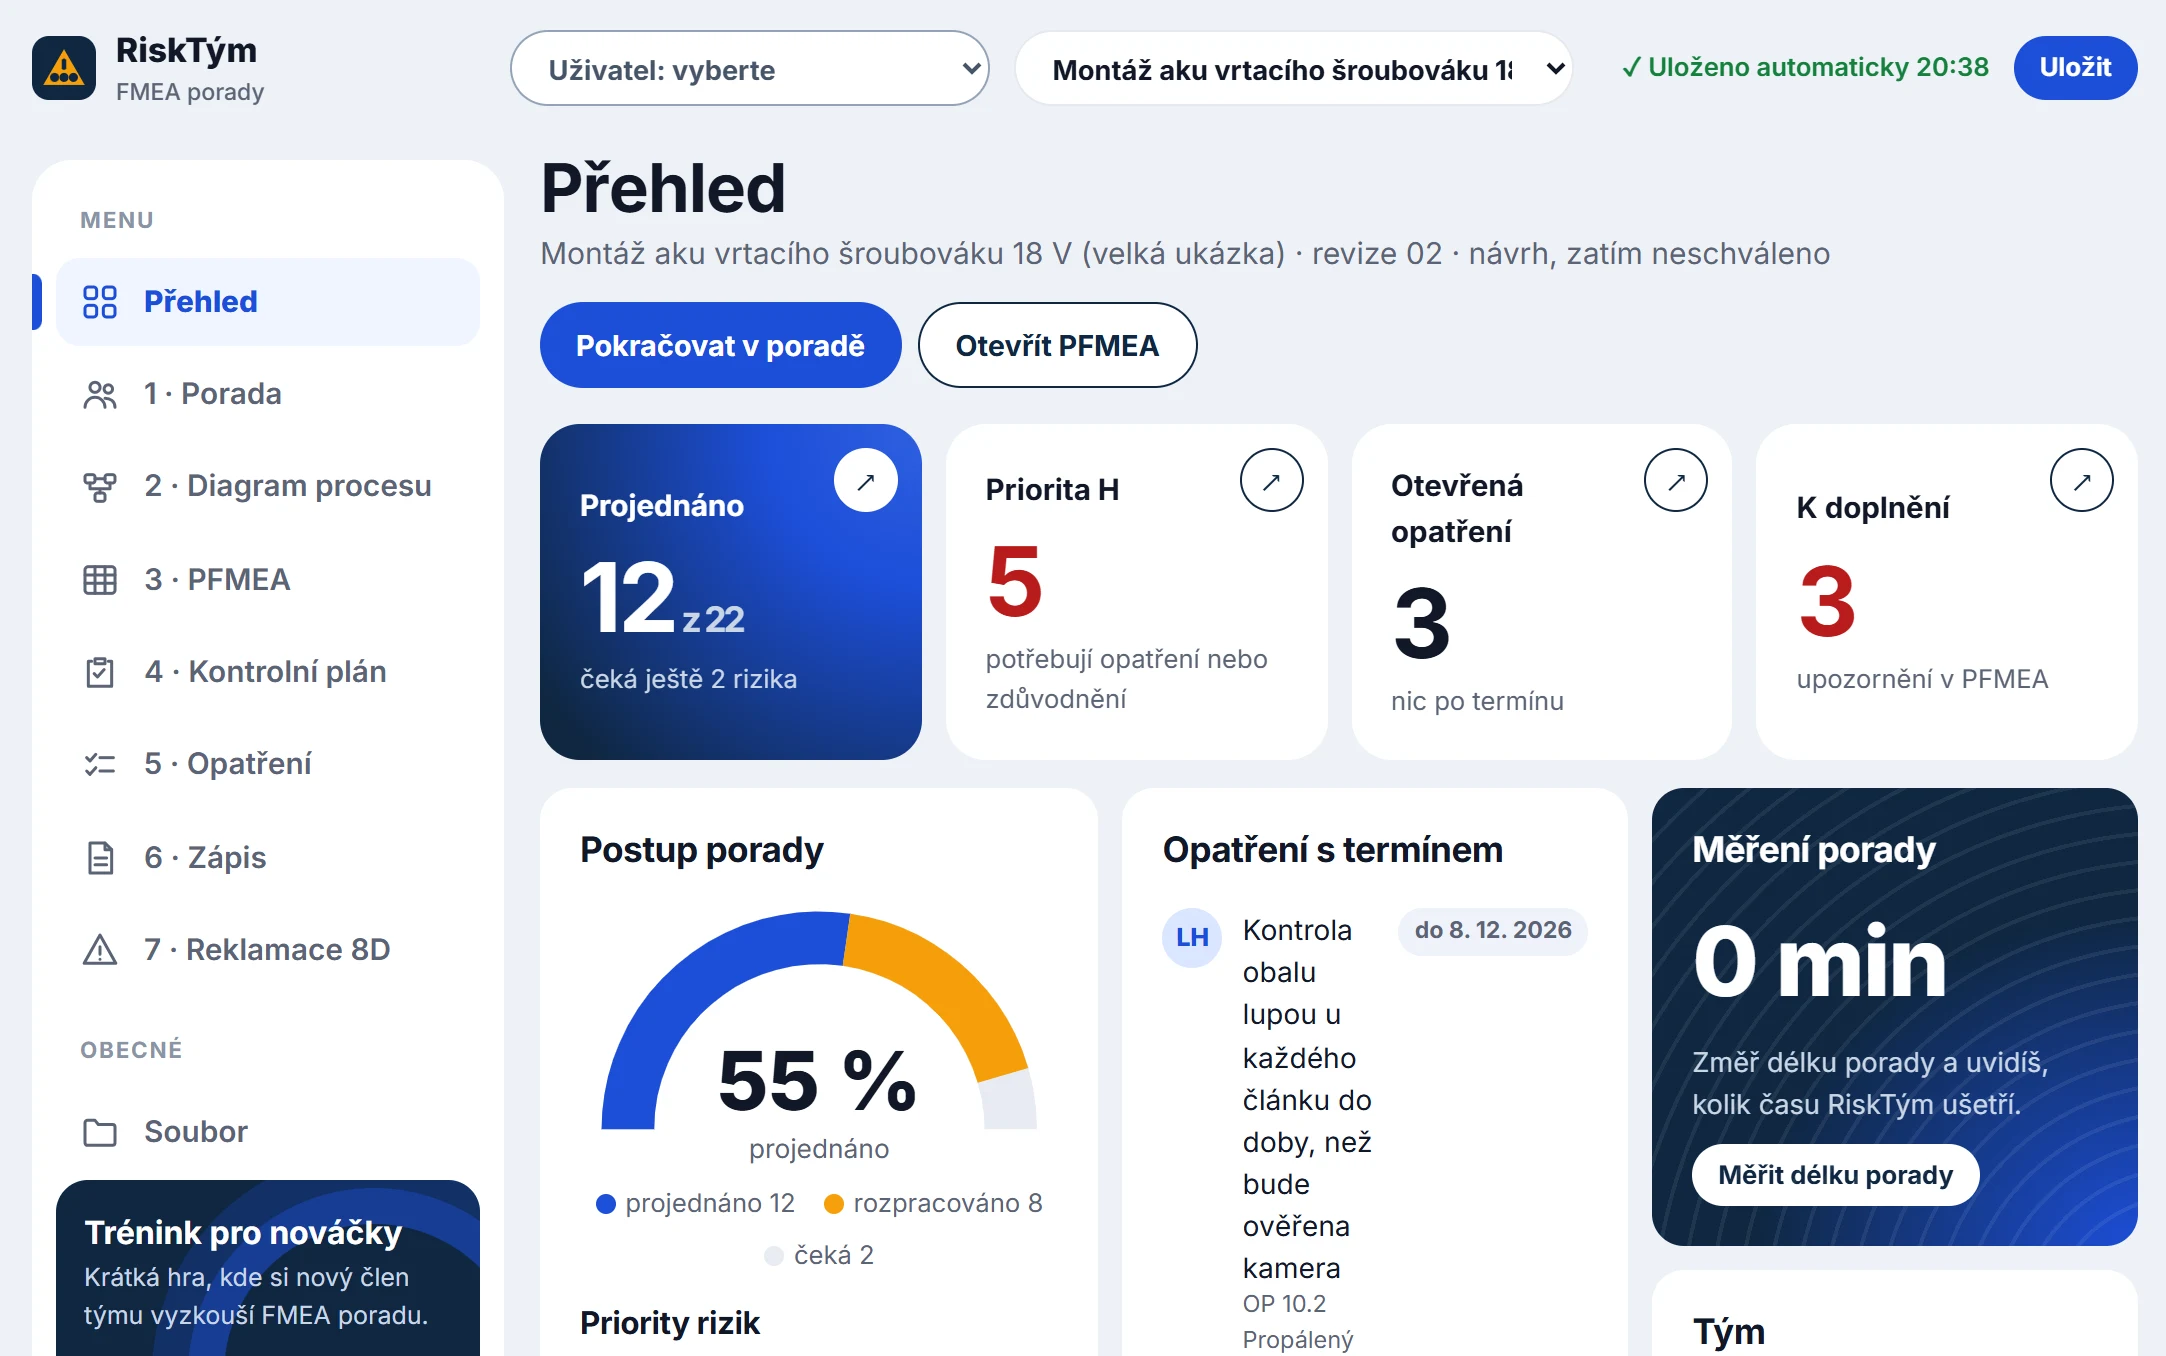 RiskTým
FMEA porady
Uživatel: vyberte
Montáž aku vrtacího šroubováku
✓ Uloženo automaticky 20:38
Uložit
MENU
Přehled
1 · Porada
2 · Diagram procesu
3 · PFMEA
4 · Kontrolní plán
5 · Opatření
6 · Zápis
7 · Reklamace 8D
OBECNÉ
Soubor
Trénink pro nováčky
Krátká hra, kde si nový člen
týmu vyzkouší FMEA poradu.
Přehled
Montáž aku vrtacího šroubováku 18 V (velká ukázka) · revize 02 · návrh, zatím neschváleno
Pokračovat v poradě
Otevřít PFMEA
Projednáno
12 z 22
čeká ještě 2 rizika
Priorita H
5
potřebují opatření nebo
zdůvodnění
Otevřená
opatření
3
nic po termínu
K doplnění
3
upozornění v PFMEA
Postup porady
55 %
projednáno
projednáno 12
rozpracováno 8
čeká 2
Priority rizik
Opatření s termínem
LH
Kontrola
obalu
lupou u
každého
článku do
doby, než
bude
ověřena
kamera
OP 10.2
Propálený
do 8. 12. 2026
Měření porady
0 min
Změř délku porady a uvidíš,
kolik času RiskTým ušetří.
Měřit délku porady
Tým